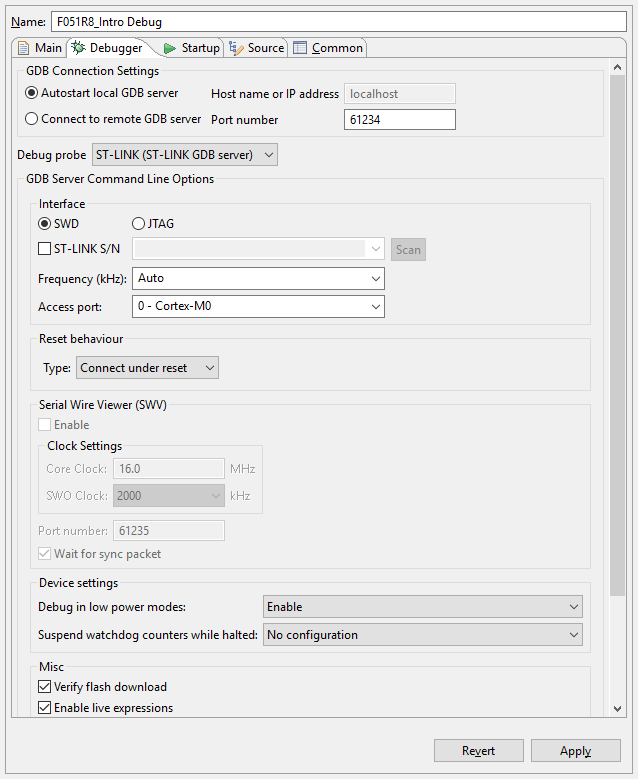 Name: F051R8_Intro Debug
Main Debugger Startup Source Common
GDB Connection Settings
Autostart local GDB server Host name or IP address localhost
Connect to remote GDB server Port number 61234
Debug probe ST-LINK (ST-LINK GDB server)
GDB Server Command Line Options
Interface
SWD JTAG
ST-LINK S/N Scan
Frequency (kHz): Auto
Access port: 0 - Cortex-M0
Reset behaviour
Type: Connect under reset
Serial Wire Viewer (SWV)
Enable
Clock Settings
Core Clock: 16.0 MHz
SWO Clock: 2000 kHz
Port number: 61235
Wait for sync packet
Device settings
Debug in low power modes: Enable
Suspend watchdog counters while halted: No configuration
Misc
Verify flash download
Enable live expressions
Revert Apply